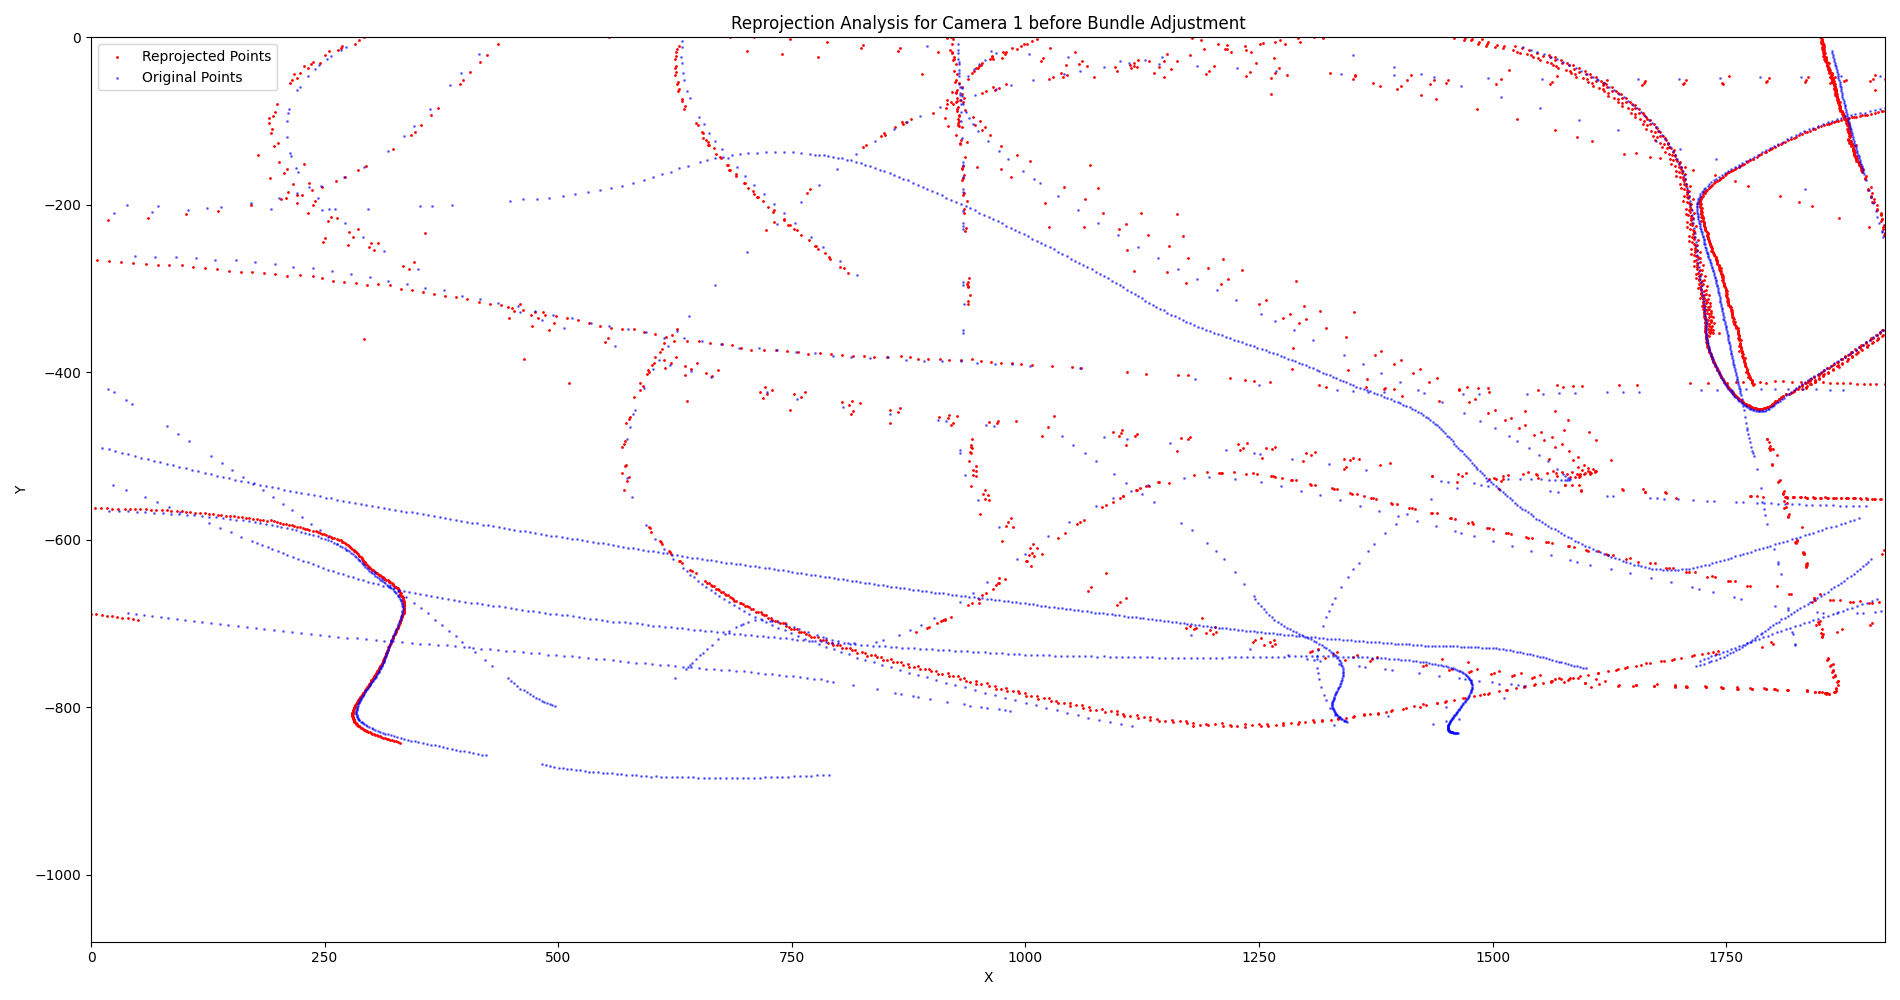 Reprojection Analysis for Camera 1 before Bundle Adjustment
Reprojected Points
Original Points
Y
0
−200
−400
−600
−800
−1000
0 250 500 750 1000 1250 1500 1750
X